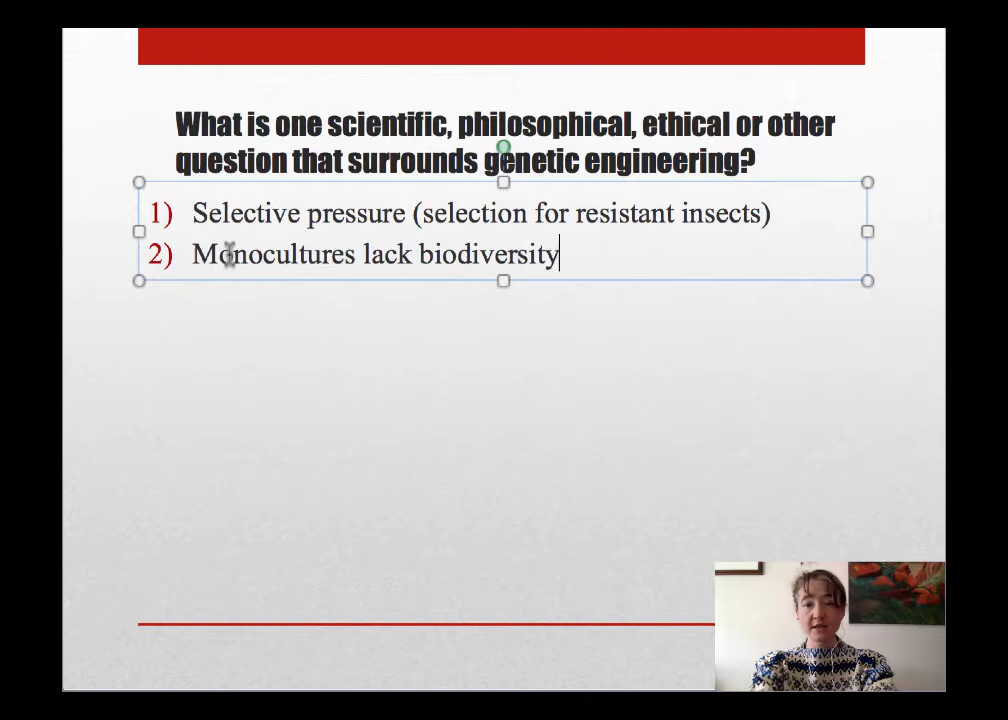 What is one scientific, philosophical, ethical or other
question that surrounds genetic engineering?
1) Selective pressure (selection for resistant insects)
2) Monocultures lack biodiversity